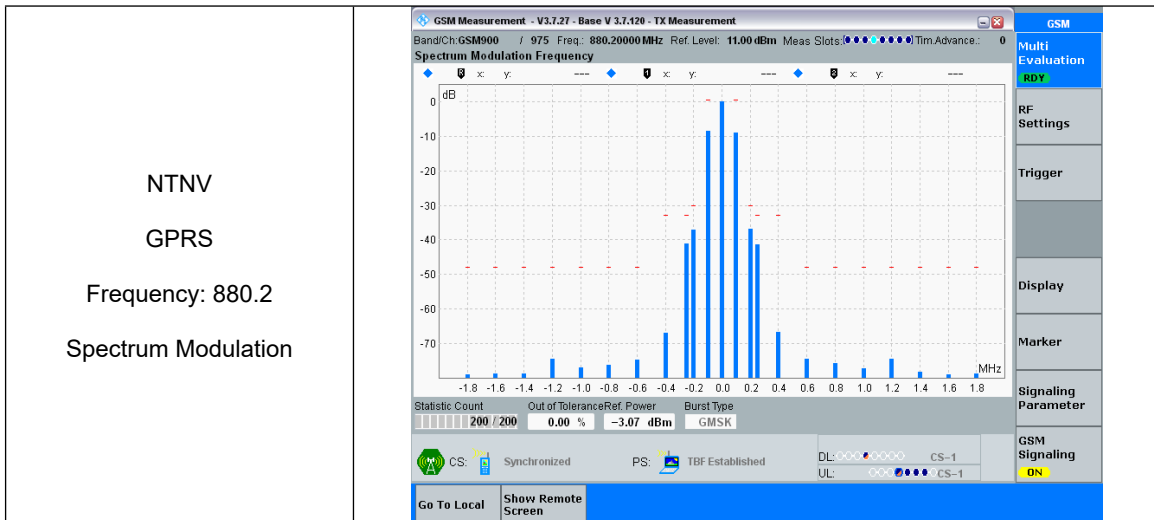 NTNV
GPRS
Frequency: 880.2
Spectrum Modulation
GSM Measurement - V3.7.27 - Base V 3.7.120 - TX Measurement
Band/Ch:GSM900 / 975 Freq.: 880.20000 MHz Ref. Level: 11.00 dBm Meas Slots: Tim.Advance.: 0
Spectrum Modulation Frequency
R x: y: --- 1 x: y: --- 8 x: y: ---
dB
0
-10
-20
-30
-40
-50
-60
-70
MHz
-1.8 -1.6 -1.4 -1.2 -1.0 -0.8 -0.6 -0.4 -0.2 0.0 0.2 0.4 0.6 0.8 1.0 1.2 1.4 1.6 1.8
Statistic Count Out of Tolerance Ref. Power Burst Type
200 / 200 0.00 % −3.07 dBm GMSK
CS: Synchronized PS: TBF Established
DL: CS-1
UL: CS-1
Go To Local
Show Remote
Screen
GSM
Multi
Evaluation
RDY
RF
Settings
Trigger
Display
Marker
Signaling
Parameter
GSM
Signaling
ON